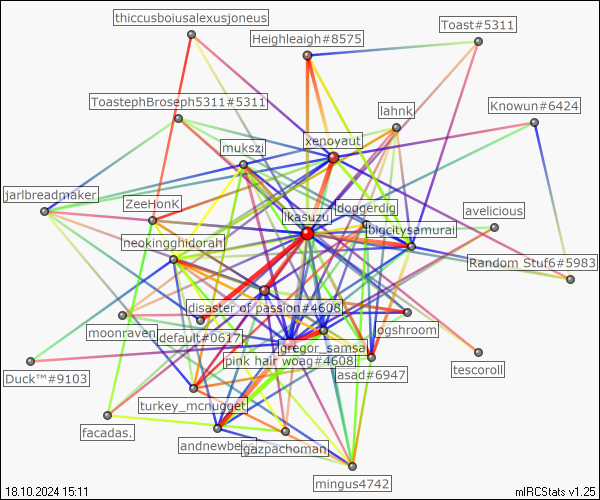 thiccusboiusalexusjoneus
Toast#5311
Heighleaigh#8575
ToastephBroseph5311#5311
Knowun#6424
lahnk
xenoyaut
mukszi
jarlbreadmaker
ZeeHonK
ldoggerdig
avelicious
ikasuzu
bigcitysamurai
neokingghidorah
Random Stuf6#5983
disaster of passion#4608
moonraven
default#0617
ogshroom
gregor_samsa
pink hair woag#4608
tescoroll
Duck™#9103
asad#6947
turkey_mcnugget
facadas.
gazpachoman
mingus4742
18.10.2024 15:11
mIRCStats v1.25